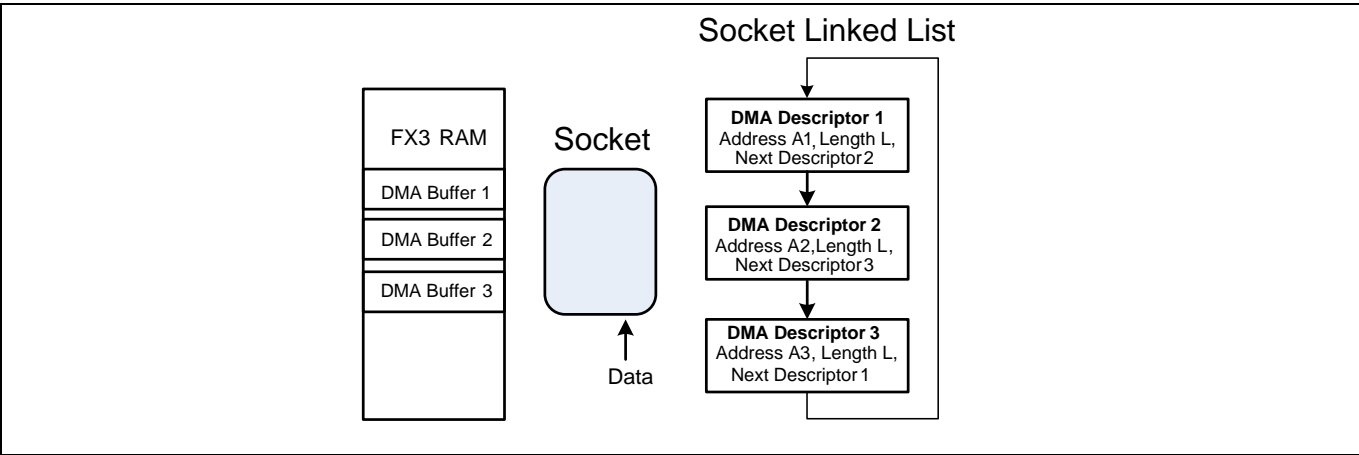 Socket Linked List
FX3 RAM
DMA Buffer 1
DMA Buffer 2
DMA Buffer 3
Socket
Data
DMA Descriptor 1
Address A1, Length L,
Next Descriptor 2
DMA Descriptor 2
Address A2,Length L,
Next Descriptor 3
DMA Descriptor 3
Address A3, Length L,
Next Descriptor 1